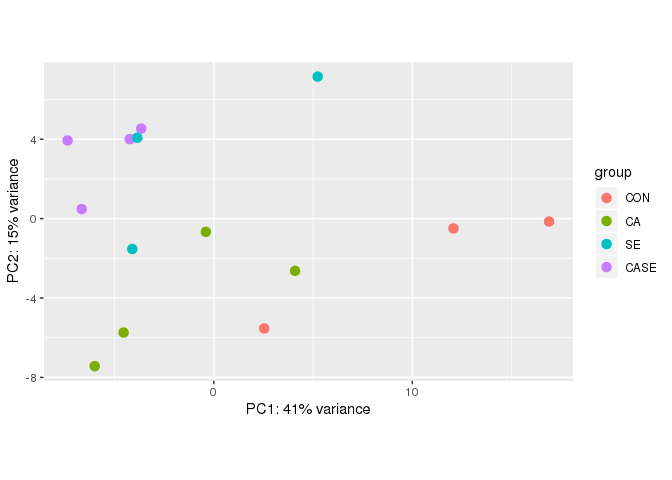 PC2: 15% variance
4
0
-4
-8
0
10
PC1: 41% variance
group
CON
CA
SE
CASE